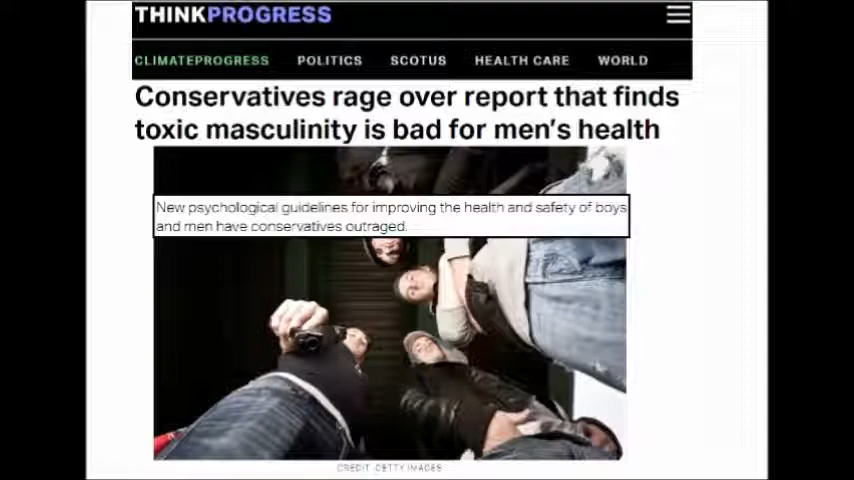 THINKPROGRESS
CLIMATEPROGRESS POLITICS SCOTUS HEALTH CARE WORLD
Conservatives rage over report that finds
toxic masculinity is bad for men's health
New psychological guidelines for improving the health and safety of boys
and men have conservatives outraged.
CREDIT: GETTY IMAGES